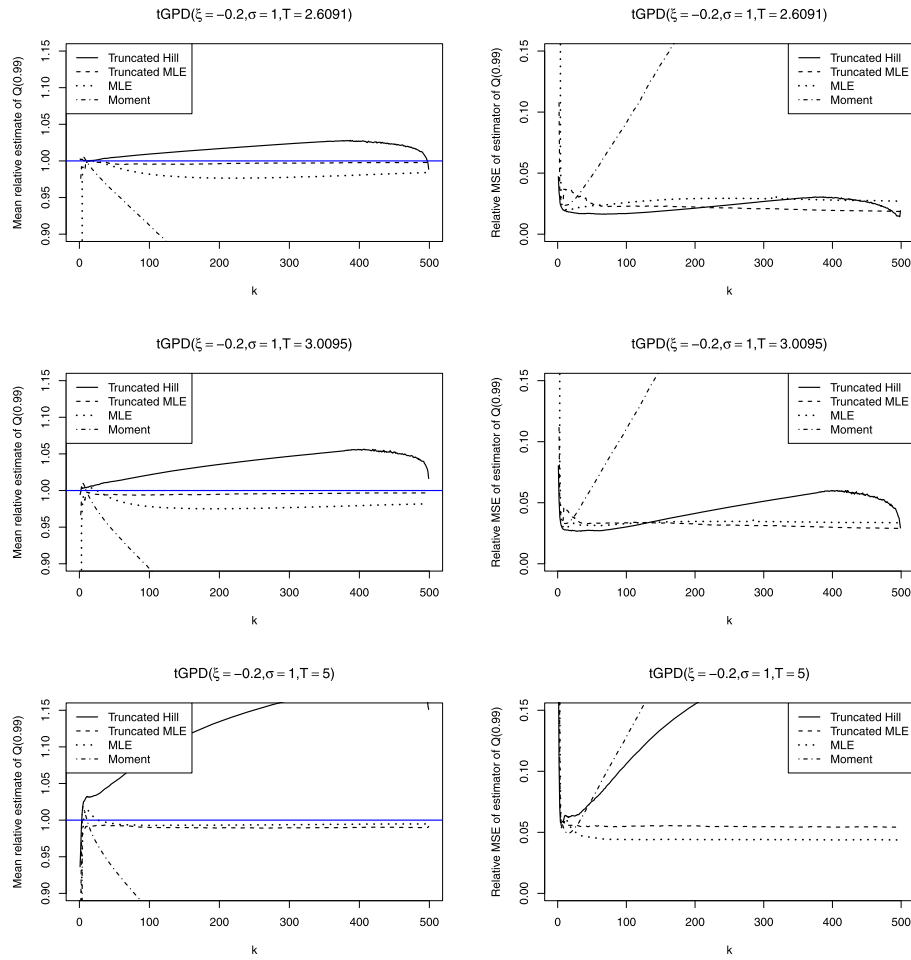 tGPD(ξ = −0.2,σ = 1,T = 2.6091)
Mean relative estimate of Q(0.99)
0.90 0.95 1.00 1.05 1.10 1.15
Truncated Hill
Truncated MLE
MLE
Moment
0 100 200 300 400 500
k
tGPD(ξ = −0.2,σ = 1,T = 2.6091)
Relative MSE of estimator of Q(0.99)
0.00 0.05 0.10 0.15
Truncated Hill
Truncated MLE
MLE
Moment
0 100 200 300 400 500
k
tGPD(ξ = −0.2,σ = 1,T = 3.0095)
Mean relative estimate of Q(0.99)
0.90 0.95 1.00 1.05 1.10 1.15
Truncated Hill
Truncated MLE
MLE
Moment
0 100 200 300 400 500
k
tGPD(ξ = −0.2,σ = 1,T = 3.0095)
Relative MSE of estimator of Q(0.99)
0.00 0.05 0.10 0.15
Truncated Hill
Truncated MLE
MLE
Moment
0 100 200 300 400 500
k
tGPD(ξ = −0.2,σ = 1,T = 5)
Mean relative estimate of Q(0.99)
0.90 0.95 1.00 1.05 1.10 1.15
Truncated Hill
Truncated MLE
MLE
Moment
0 100 200 300 400 500
k
tGPD(ξ = −0.2,σ = 1,T = 5)
Relative MSE of estimator of Q(0.99)
0.00 0.05 0.10 0.15
Truncated Hill
Truncated MLE
MLE
Moment
0 100 200 300 400 500
k